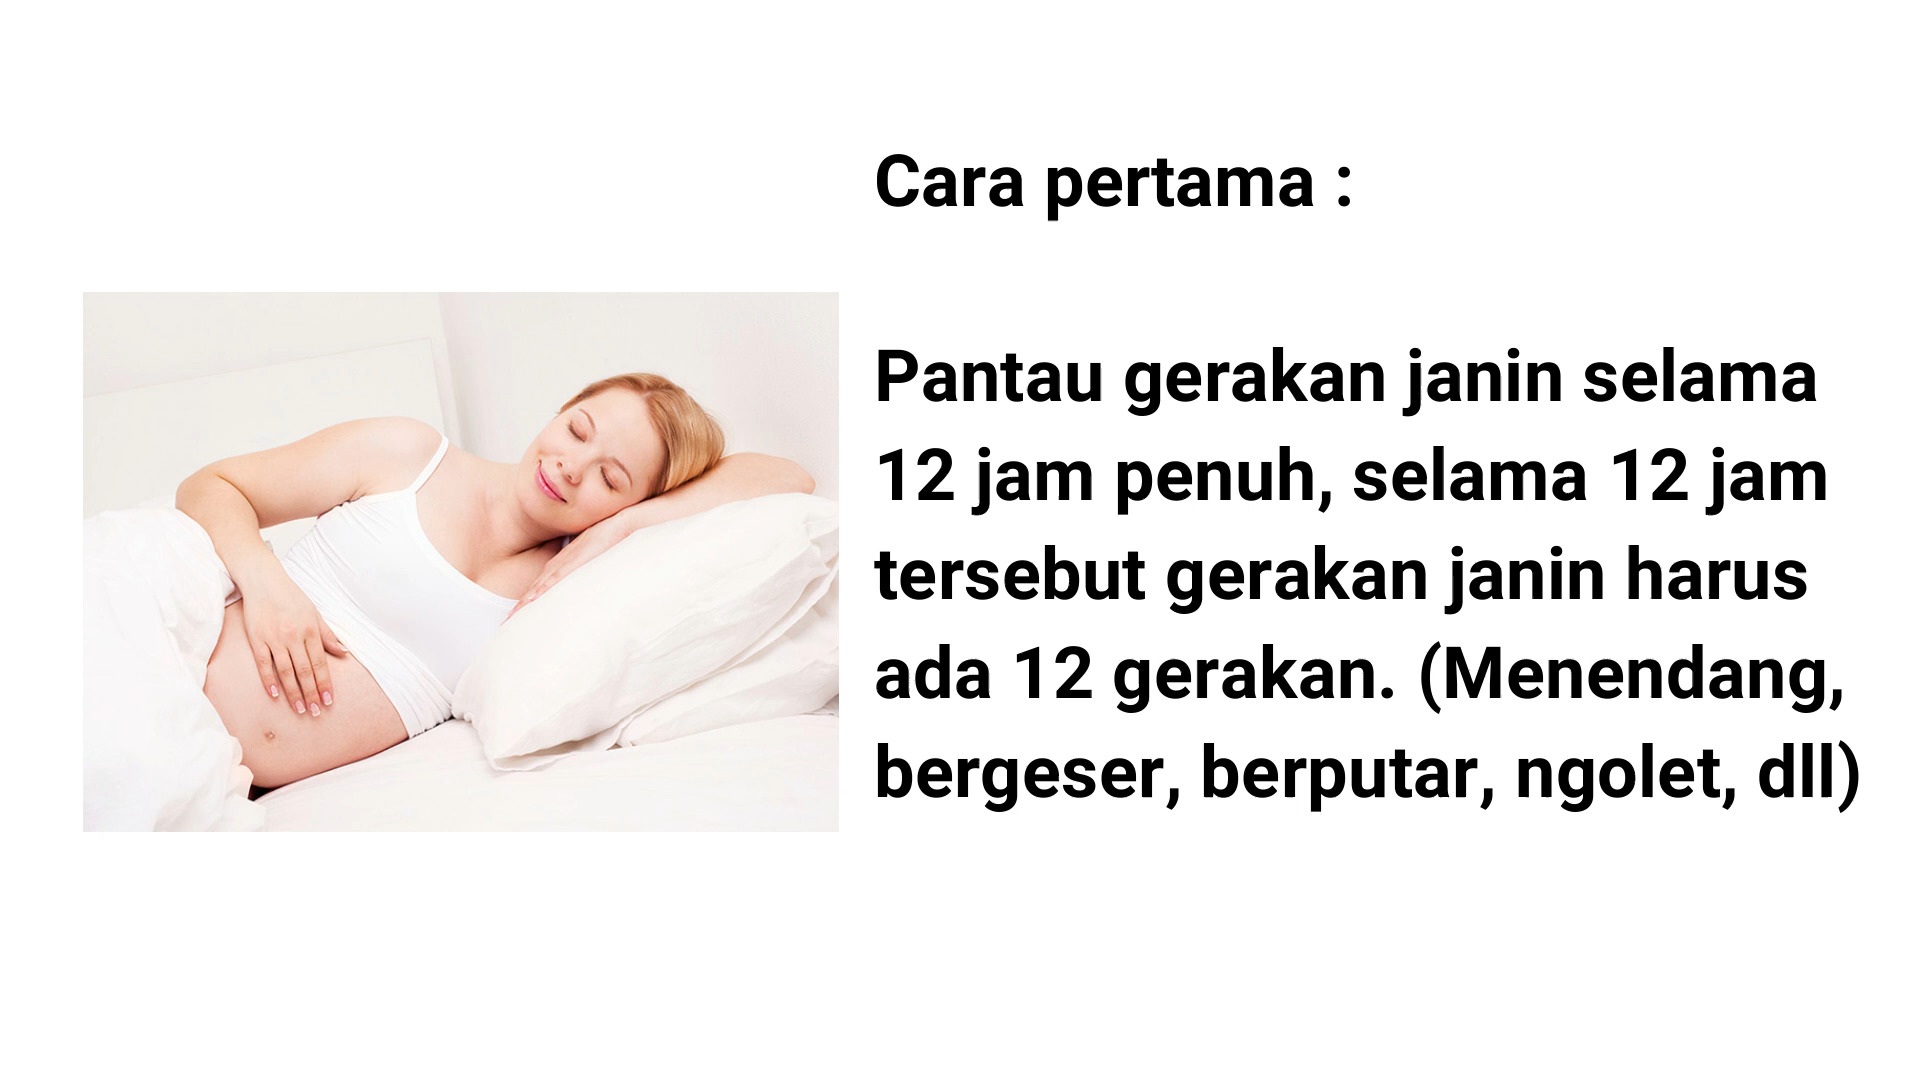 Cara pertama :
Pantau gerakan janin selama
12 jam penuh, selama 12 jam
tersebut gerakan janin harus
ada 12 gerakan. (Menendang,
bergeser, berputar, ngolet, dll)